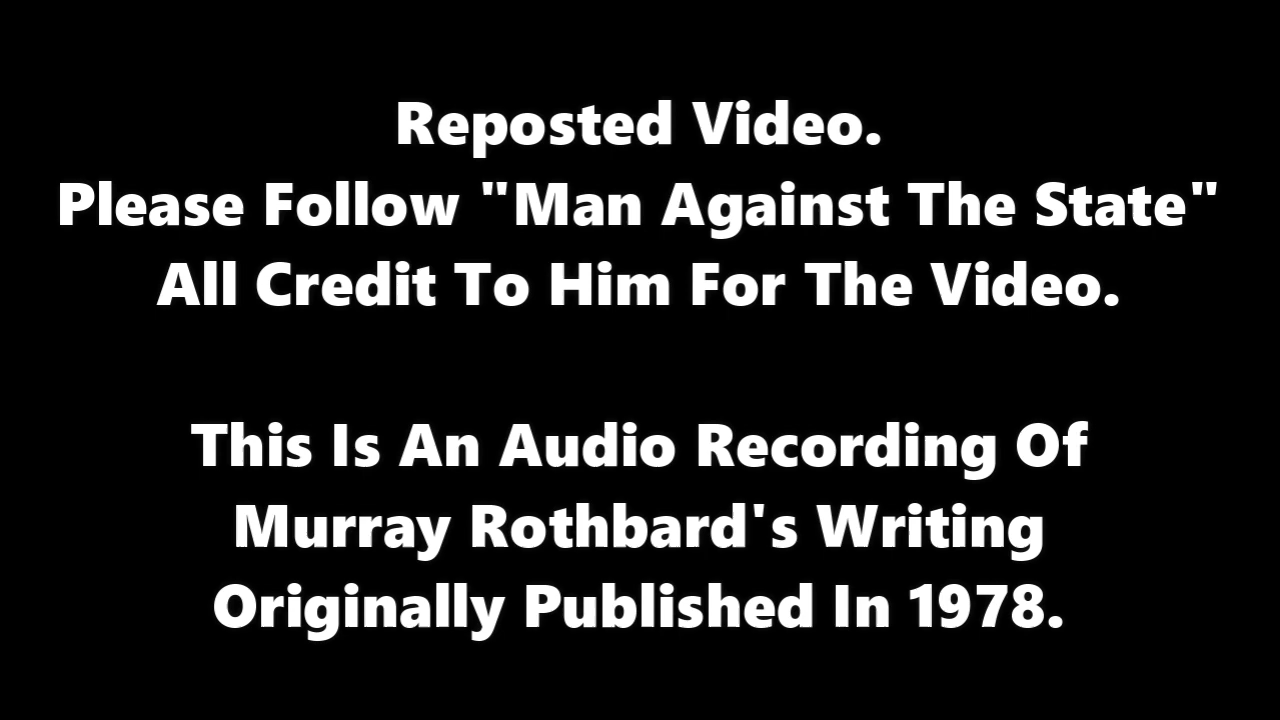 Reposted Video.
Please Follow "Man Against The State"
All Credit To Him For The Video.
This Is An Audio Recording Of
Murray Rothbard's Writing
Originally Published In 1978.